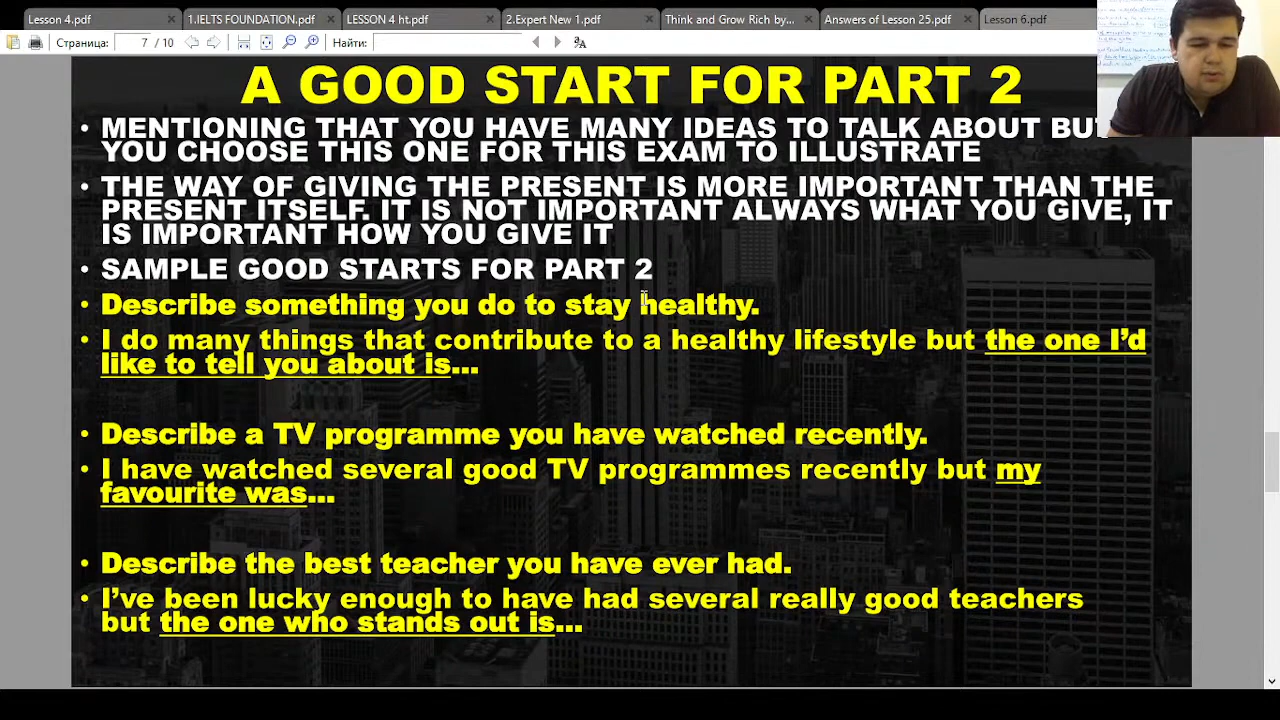 Lesson 4.pdf
1.IELTS FOUNDATION.pdf
LESSON 4 ht.pdf
2.Expert New 1.pdf
Think and Grow Rich by...
Answers of Lesson 25.pdf
Lesson 6.pdf
Страница: 7 / 10
Найти:
A GOOD START FOR PART 2
• MENTIONING THAT YOU HAVE MANY IDEAS TO TALK ABOUT
YOU CHOOSE THIS ONE FOR THIS EXAM TO ILLUSTRATE
• THE WAY OF GIVING THE PRESENT IS MORE IMPORTANT THAN THE
PRESENT ITSELF. IT IS NOT IMPORTANT ALWAYS WHAT YOU GIVE, IT
IS IMPORTANT HOW YOU GIVE IT
• SAMPLE GOOD STARTS FOR PART 2
• Describe something you do to stay healthy.
• I do many things that contribute to a healthy lifestyle but the one I’d
like to tell you about is...
• Describe a TV programme you have watched recently.
• I have watched several good TV programmes recently but my
favourite was...
• Describe the best teacher you have ever had.
• I’ve been lucky enough to have had several really good teachers
but the one who stands out is...